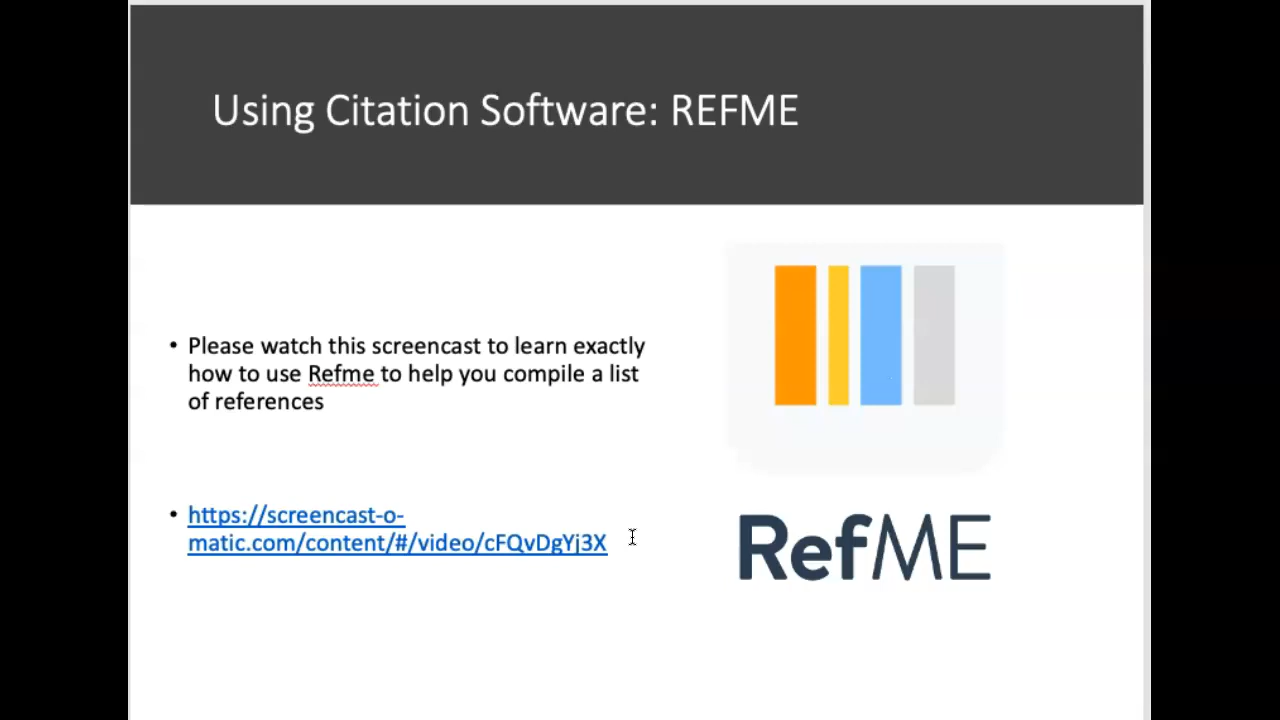 Using Citation Software: REFME
• Please watch this screencast to learn exactly
how to use Refme to help you compile a list
of references
• https://screencast-o-
matic.com/content/#/video/cFQvDgYj3X
RefME